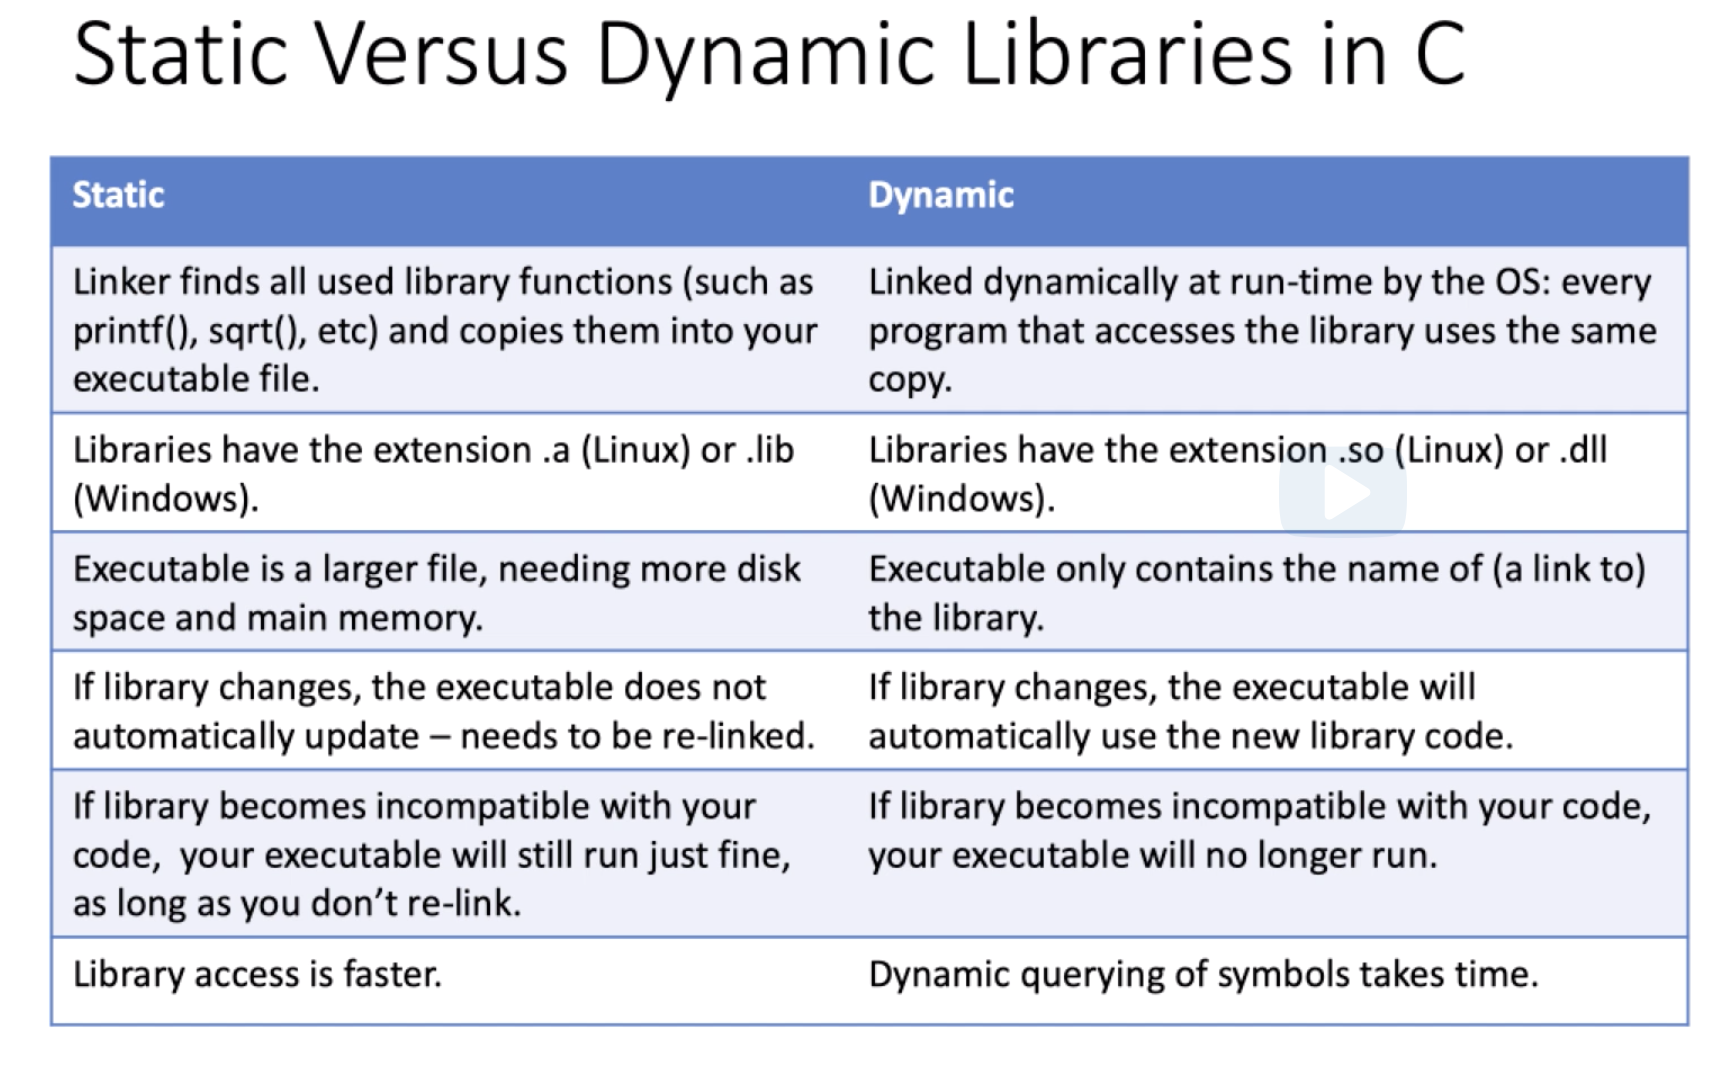 Static Versus Dynamic Libraries in C
Static
Dynamic
Linker finds all used library functions (such as
printf(), sqrt(), etc) and copies them into your
executable file.
Linked dynamically at run-time by the OS: every
program that accesses the library uses the same
copy.
Libraries have the extension .a (Linux) or .lib
(Windows).
Libraries have the extension .so (Linux) or .dll
(Windows).
Executable is a larger file, needing more disk
space and main memory.
Executable only contains the name of (a link to)
the library.
If library changes, the executable does not
automatically update – needs to be re-linked.
If library changes, the executable will
automatically use the new library code.
If library becomes incompatible with your
code,  your executable will still run just fine,
as long as you don’t re-link.
If library becomes incompatible with your code,
your executable will no longer run.
Library access is faster.
Dynamic querying of symbols takes time.